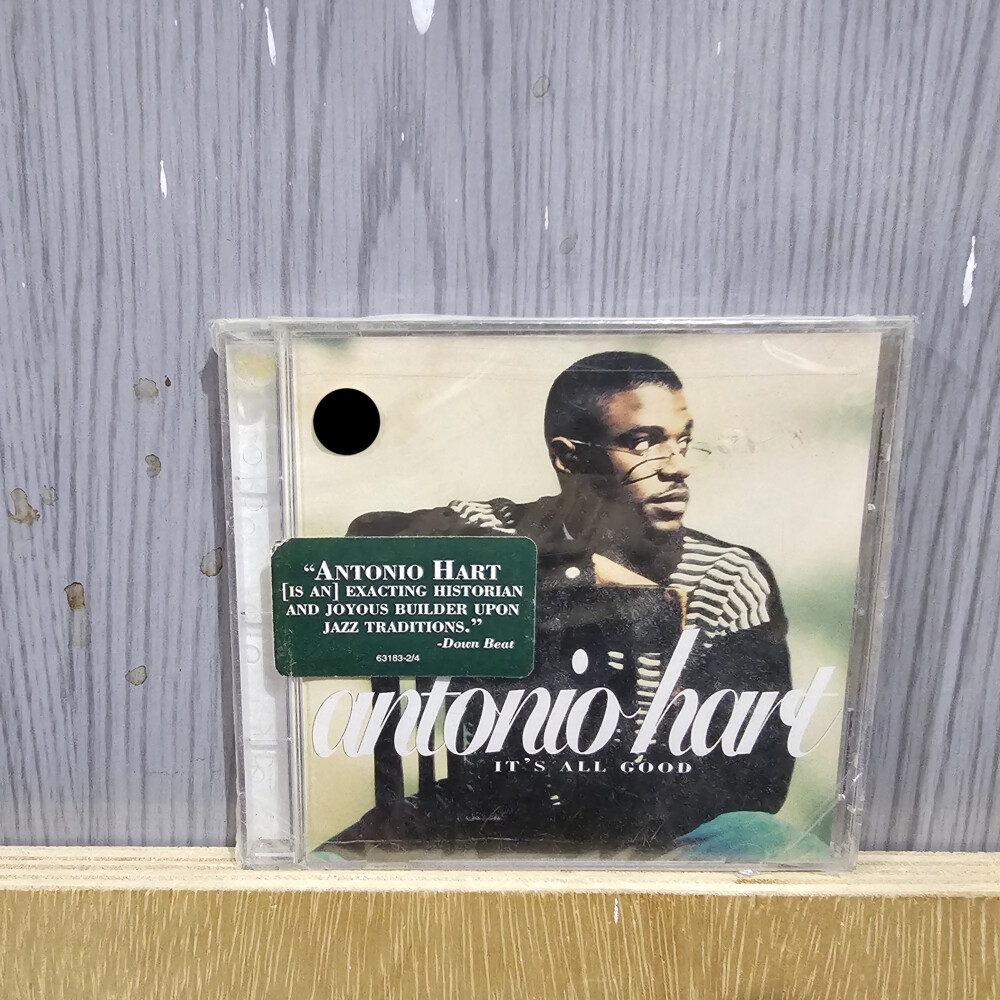 “ANTONIO HART
[IS AN] EXACTING HISTORIAN
AND JOYOUS BUILDER UPON
JAZZ TRADITIONS.”
-Down Beat
63183-2/4
antonio hart
IT'S ALL GOOD